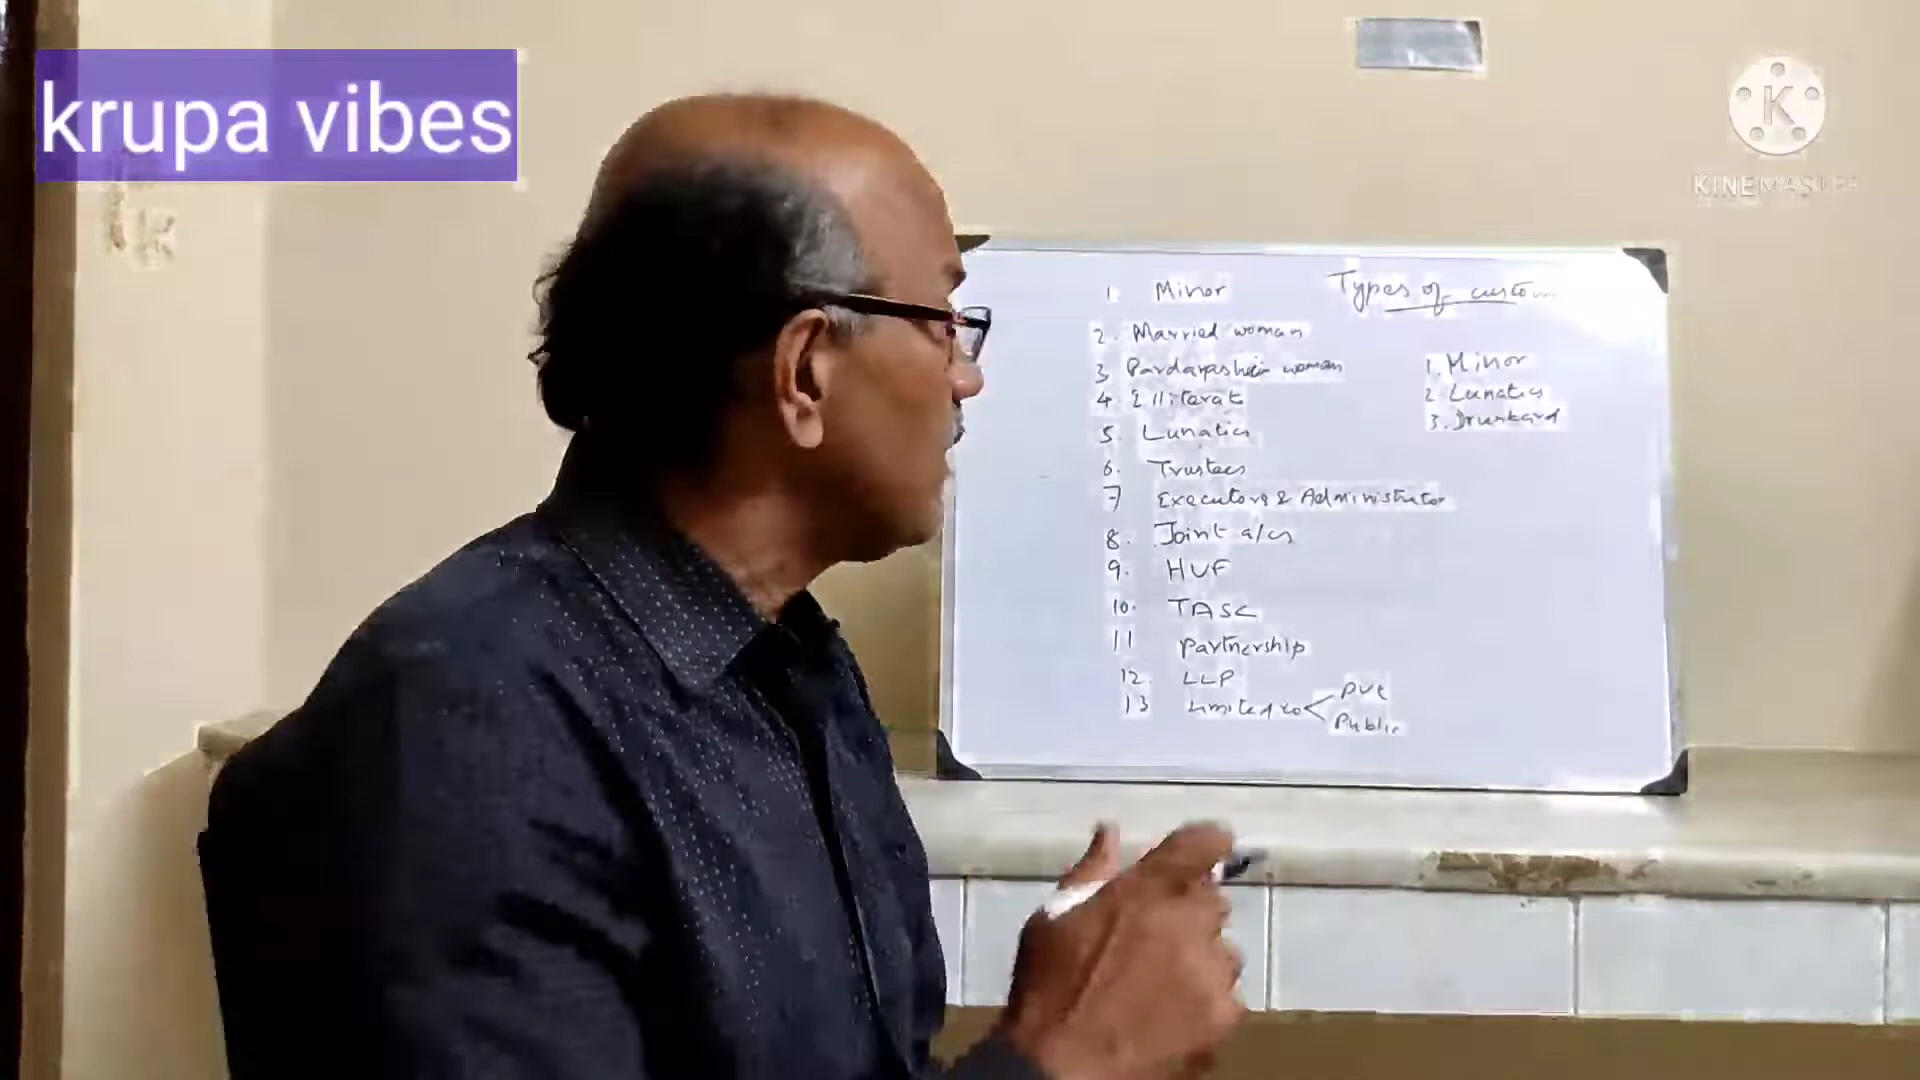 krupa vibes
KINEMASTER
Types of custom
1. Minor
2. Married woman
3 Pardanashin woman
4. Illiterate
5. Lunatics
6. Trustees
7 Executors & Administrator
8. Joint a/cs
9. HUF
10. TASC
11 Partnership
12. LLP
13 Limited co
Pvt
Public
1. Minor
2 Lunatics
3. Drunkard